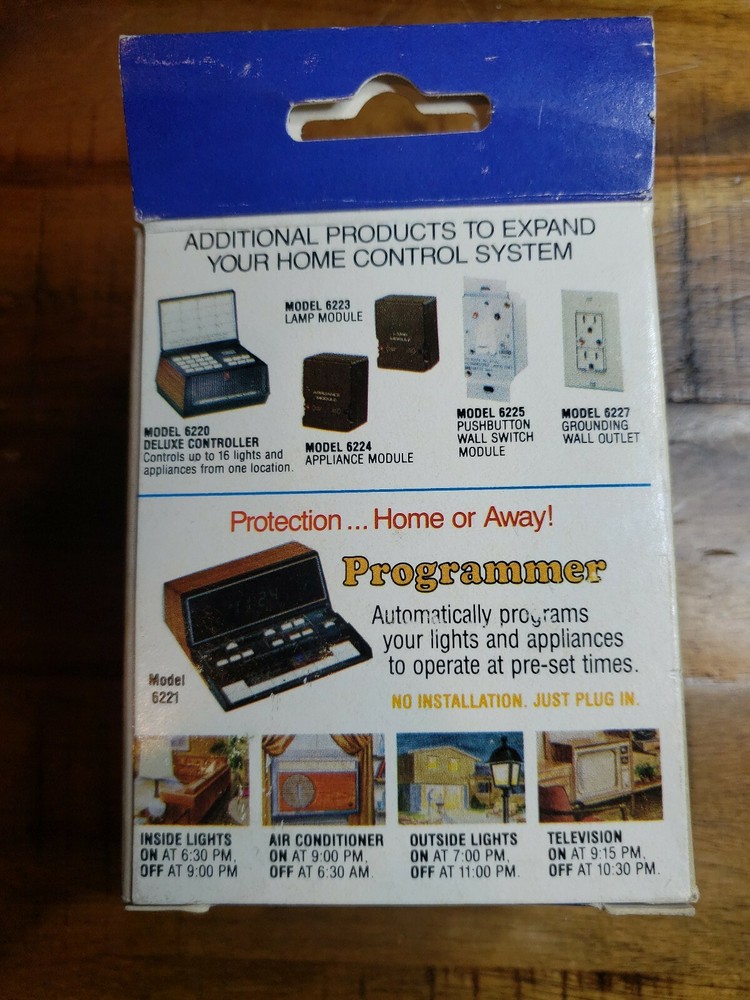 ADDITIONAL PRODUCTS TO EXPAND
YOUR HOME CONTROL SYSTEM
MODEL 6223
LAMP MODULE
LAMP
MODULE
APPLIANCE
MODULE
MODEL 6220
DELUXE CONTROLLER
Controls up to 16 lights and
appliances from one location.
MODEL 6224
APPLIANCE MODULE
MODEL 6225
PUSHBUTTON
WALL SWITCH
MODULE
MODEL 6227
GROUNDING
WALL OUTLET
Protection... Home or Away!
Programmer
Automatically programs
your lights and appliances
to operate at pre-set times.
NO INSTALLATION. JUST PLUG IN.
Model
6221
INSIDE LIGHTS
ON AT 6:30 PM,
OFF AT 9:00 PM
AIR CONDITIONER
ON AT 9:00 PM,
OFF AT 6:30 AM.
OUTSIDE LIGHTS
ON AT 7:00 PM,
OFF AT 11:00 PM.
TELEVISION
ON AT 9:15 PM,
OFF AT 10:30 PM.